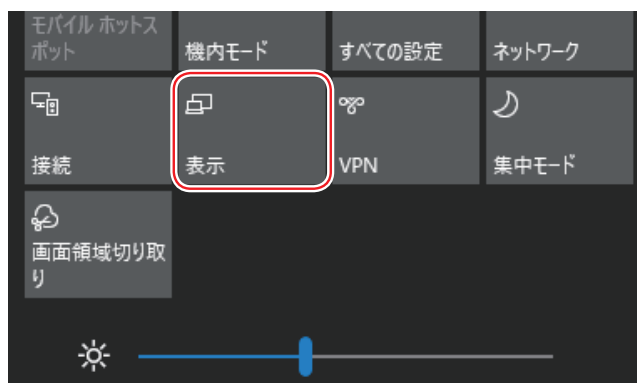 モバイル ホットス
ポット
機内モード
すべての設定
ネットワーク
接続
表示
VPN
集中モード
画面領域切り取
り